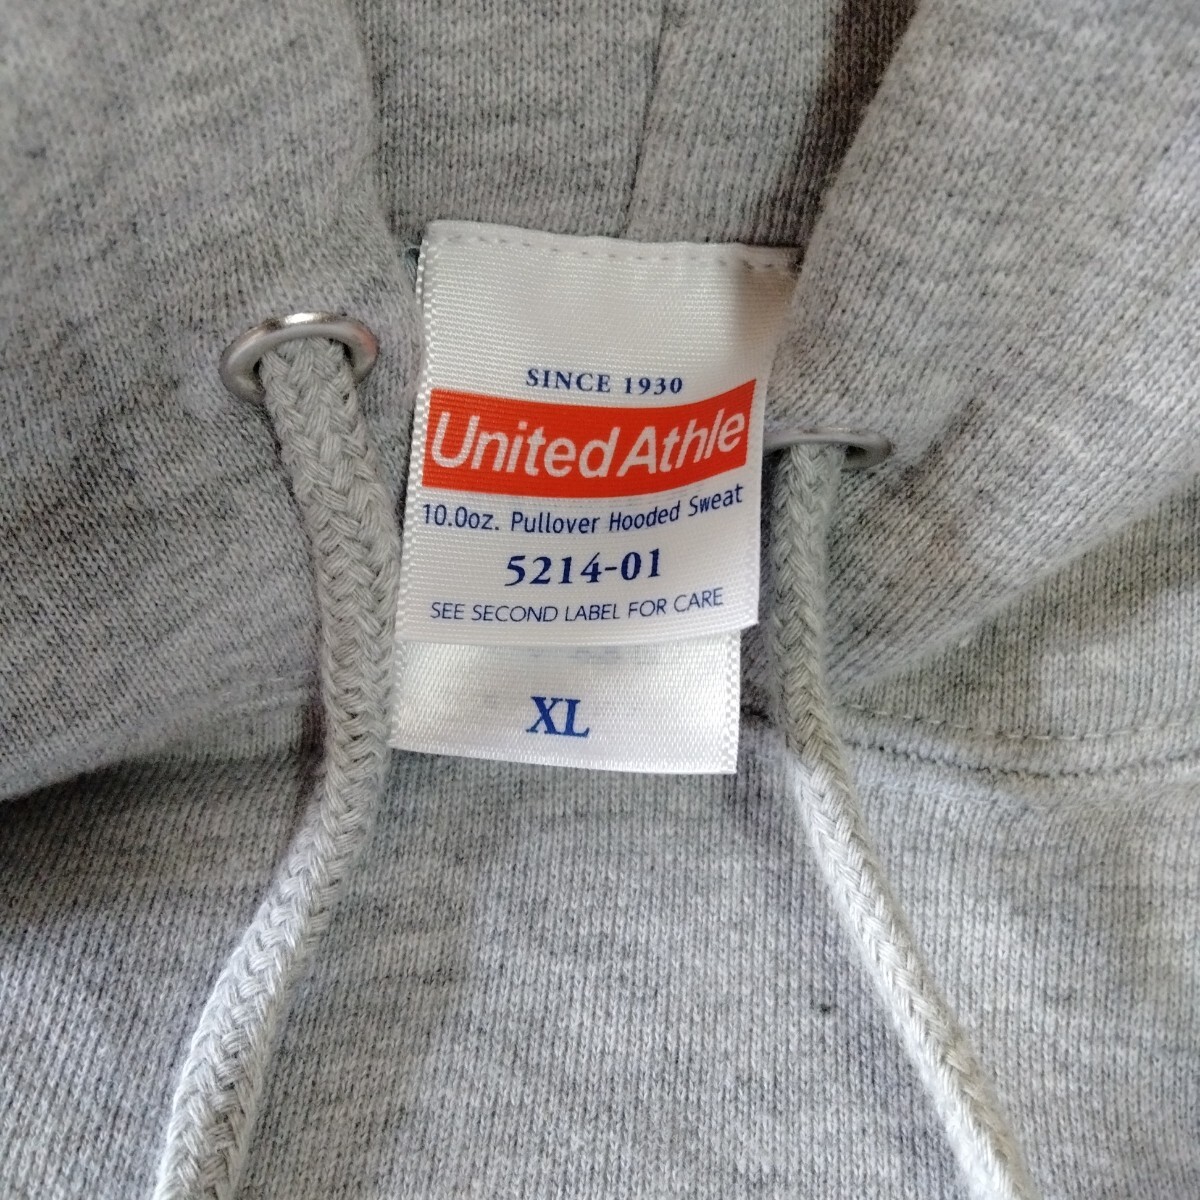 SINCE 1930
United Athle
10.0oz. Pullover Hooded Sweat
5214-01
SEE SECOND LABEL FOR CARE
XL